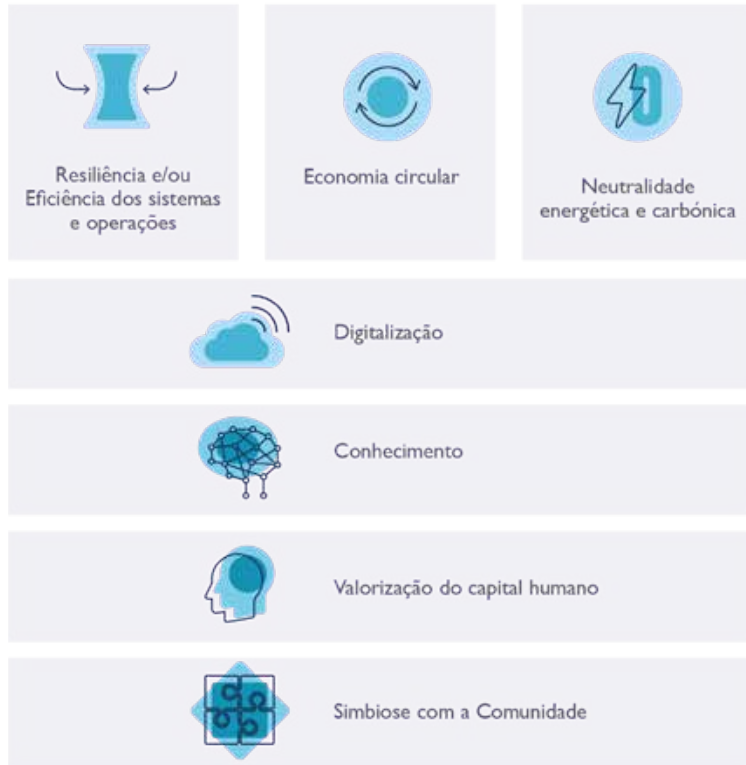 Resiliência e/ou
Eficiência dos sistemas
e operações
Economia circular
Neutralidade
energética e carbónica
Digitalização
Conhecimento
Valorização do capital humano
Simbiose com a Comunidade